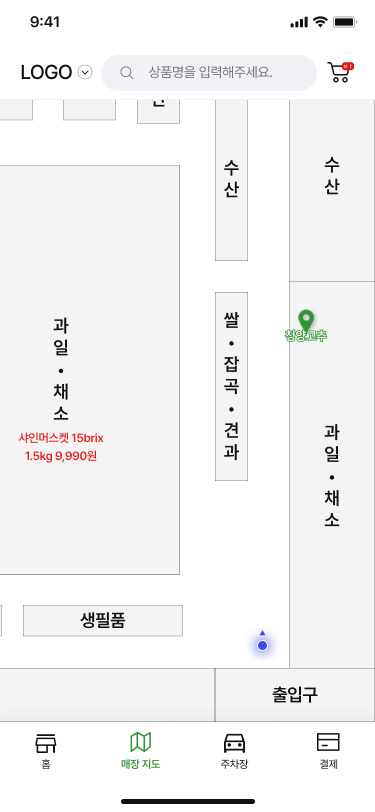 9:41
LOGO
상품명을 입력해주세요.
수산
수산
쌀•잡곡•견과
청양고추
과일•채소
샤인머스켓 15brix
1.5kg 9,990원
과일•채소
생필품
출입구
홈
매장 지도
주차장
결제